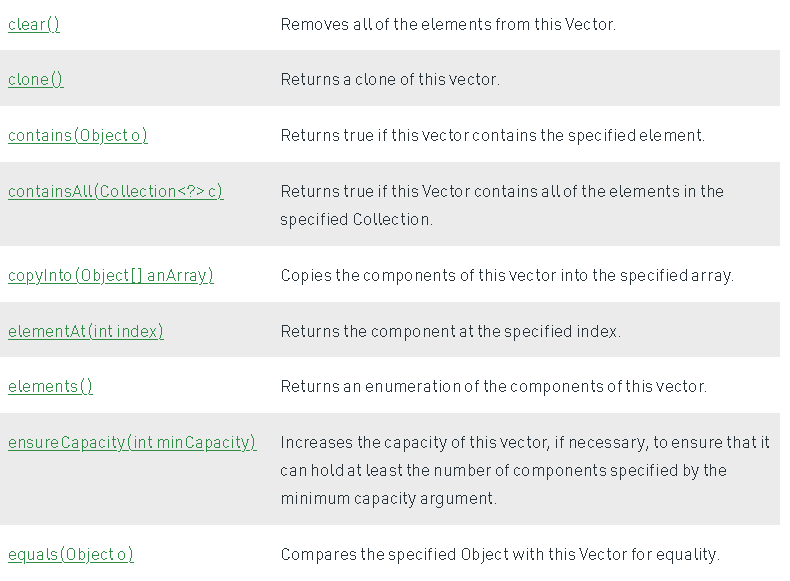 clear() Removes all of the elements from this Vector.
clone() Returns a clone of this vector.
contains(Object o) Returns true if this vector contains the specified element.
containsAll(Collection<?> c) Returns true if this Vector contains all of the elements in the
specified Collection.
copyInto(Object[] anArray) Copies the components of this vector into the specified array.
elementAt(int index) Returns the component at the specified index.
elements() Returns an enumeration of the components of this vector.
ensureCapacity(int minCapacity) Increases the capacity of this vector, if necessary, to ensure that it
can hold at least the number of components specified by the
minimum capacity argument.
equals(Object o) Compares the specified Object with this Vector for equality.